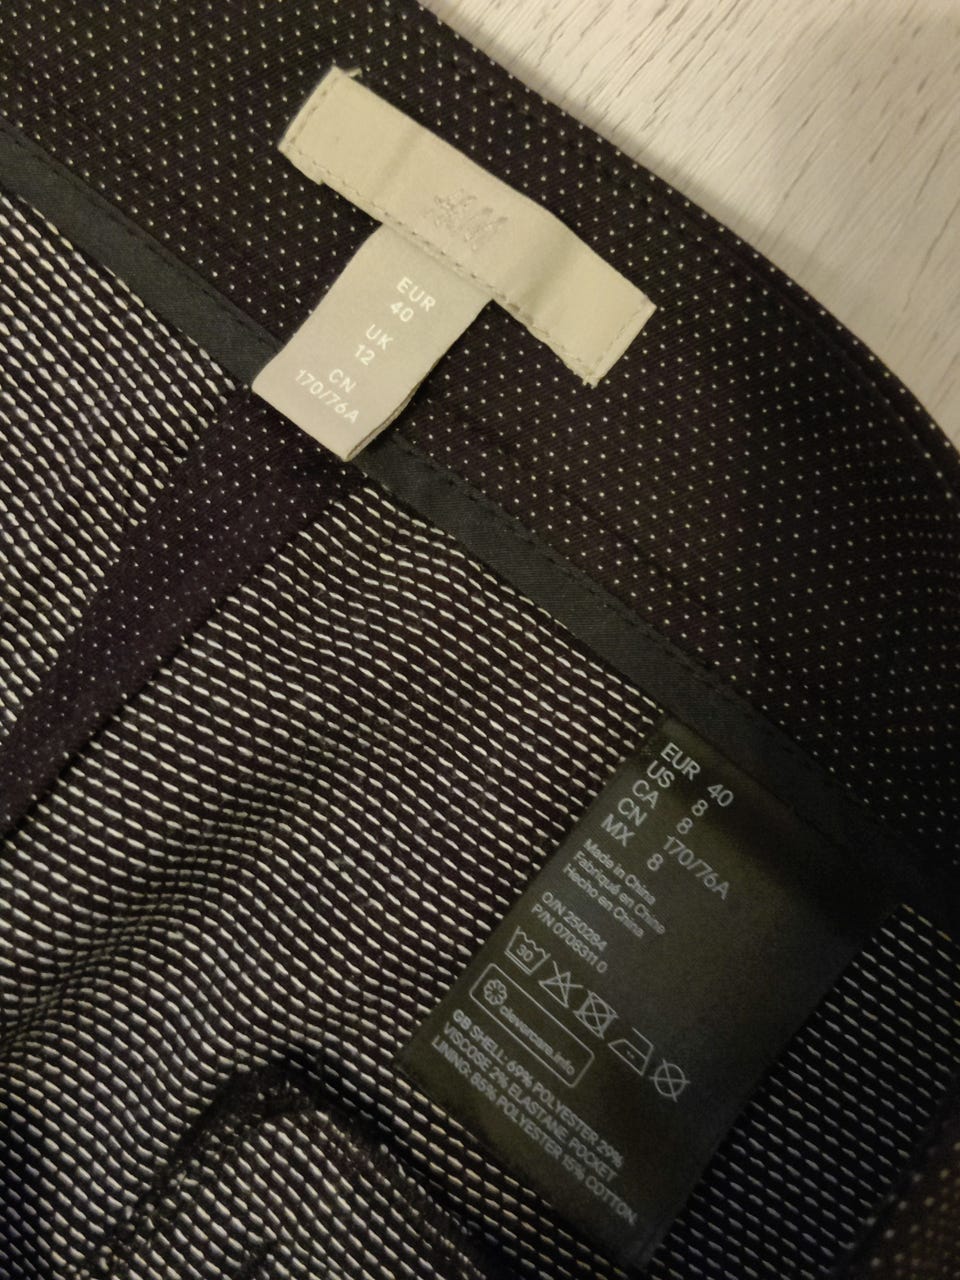 H&M
EUR
40
UK
12
CN
170/76A
EUR 40
US 8
CA 8
CN 170/76A
MX 8
Made in China
Fabriqué en Chine
Hecho en China
O/N 250264
P/N 0706311 0
30
clevercare.info
GB SHELL: 69% POLYESTER 29%
VISCOSE 2% ELASTANE. POCKET
LINING: 85% POLYESTER 15% COTTON